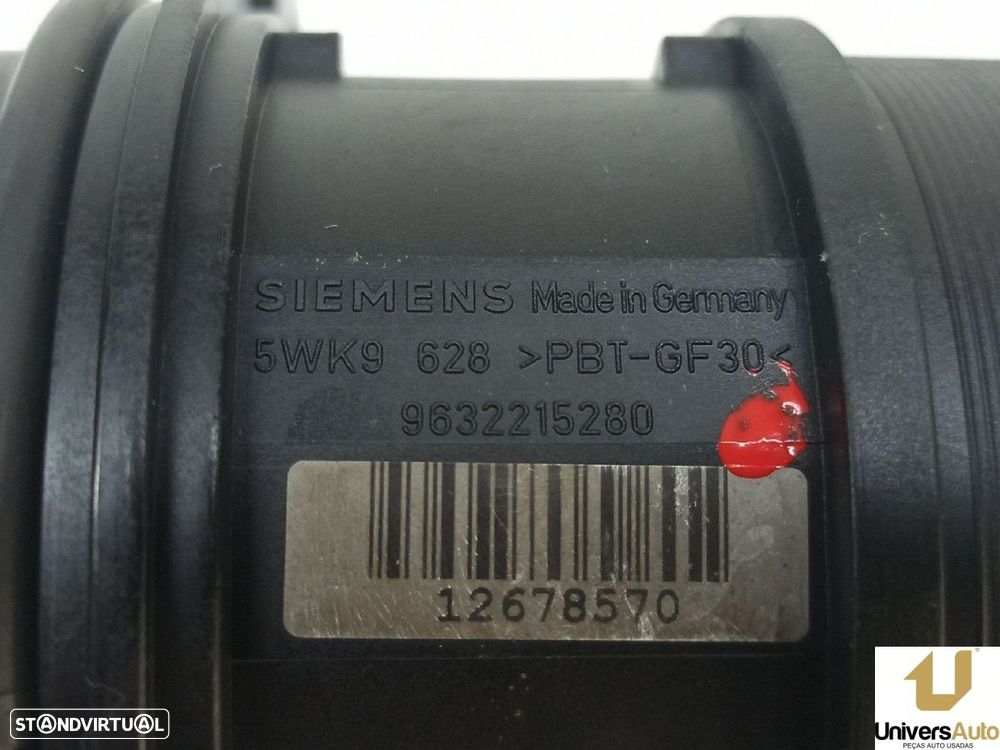 SIEMENS Made in Germany
5WK9 628 >PBT-GF30<
9632215280
12678570
STANDVIRTUAL
UniversAuto
PEÇAS AUTO USADAS